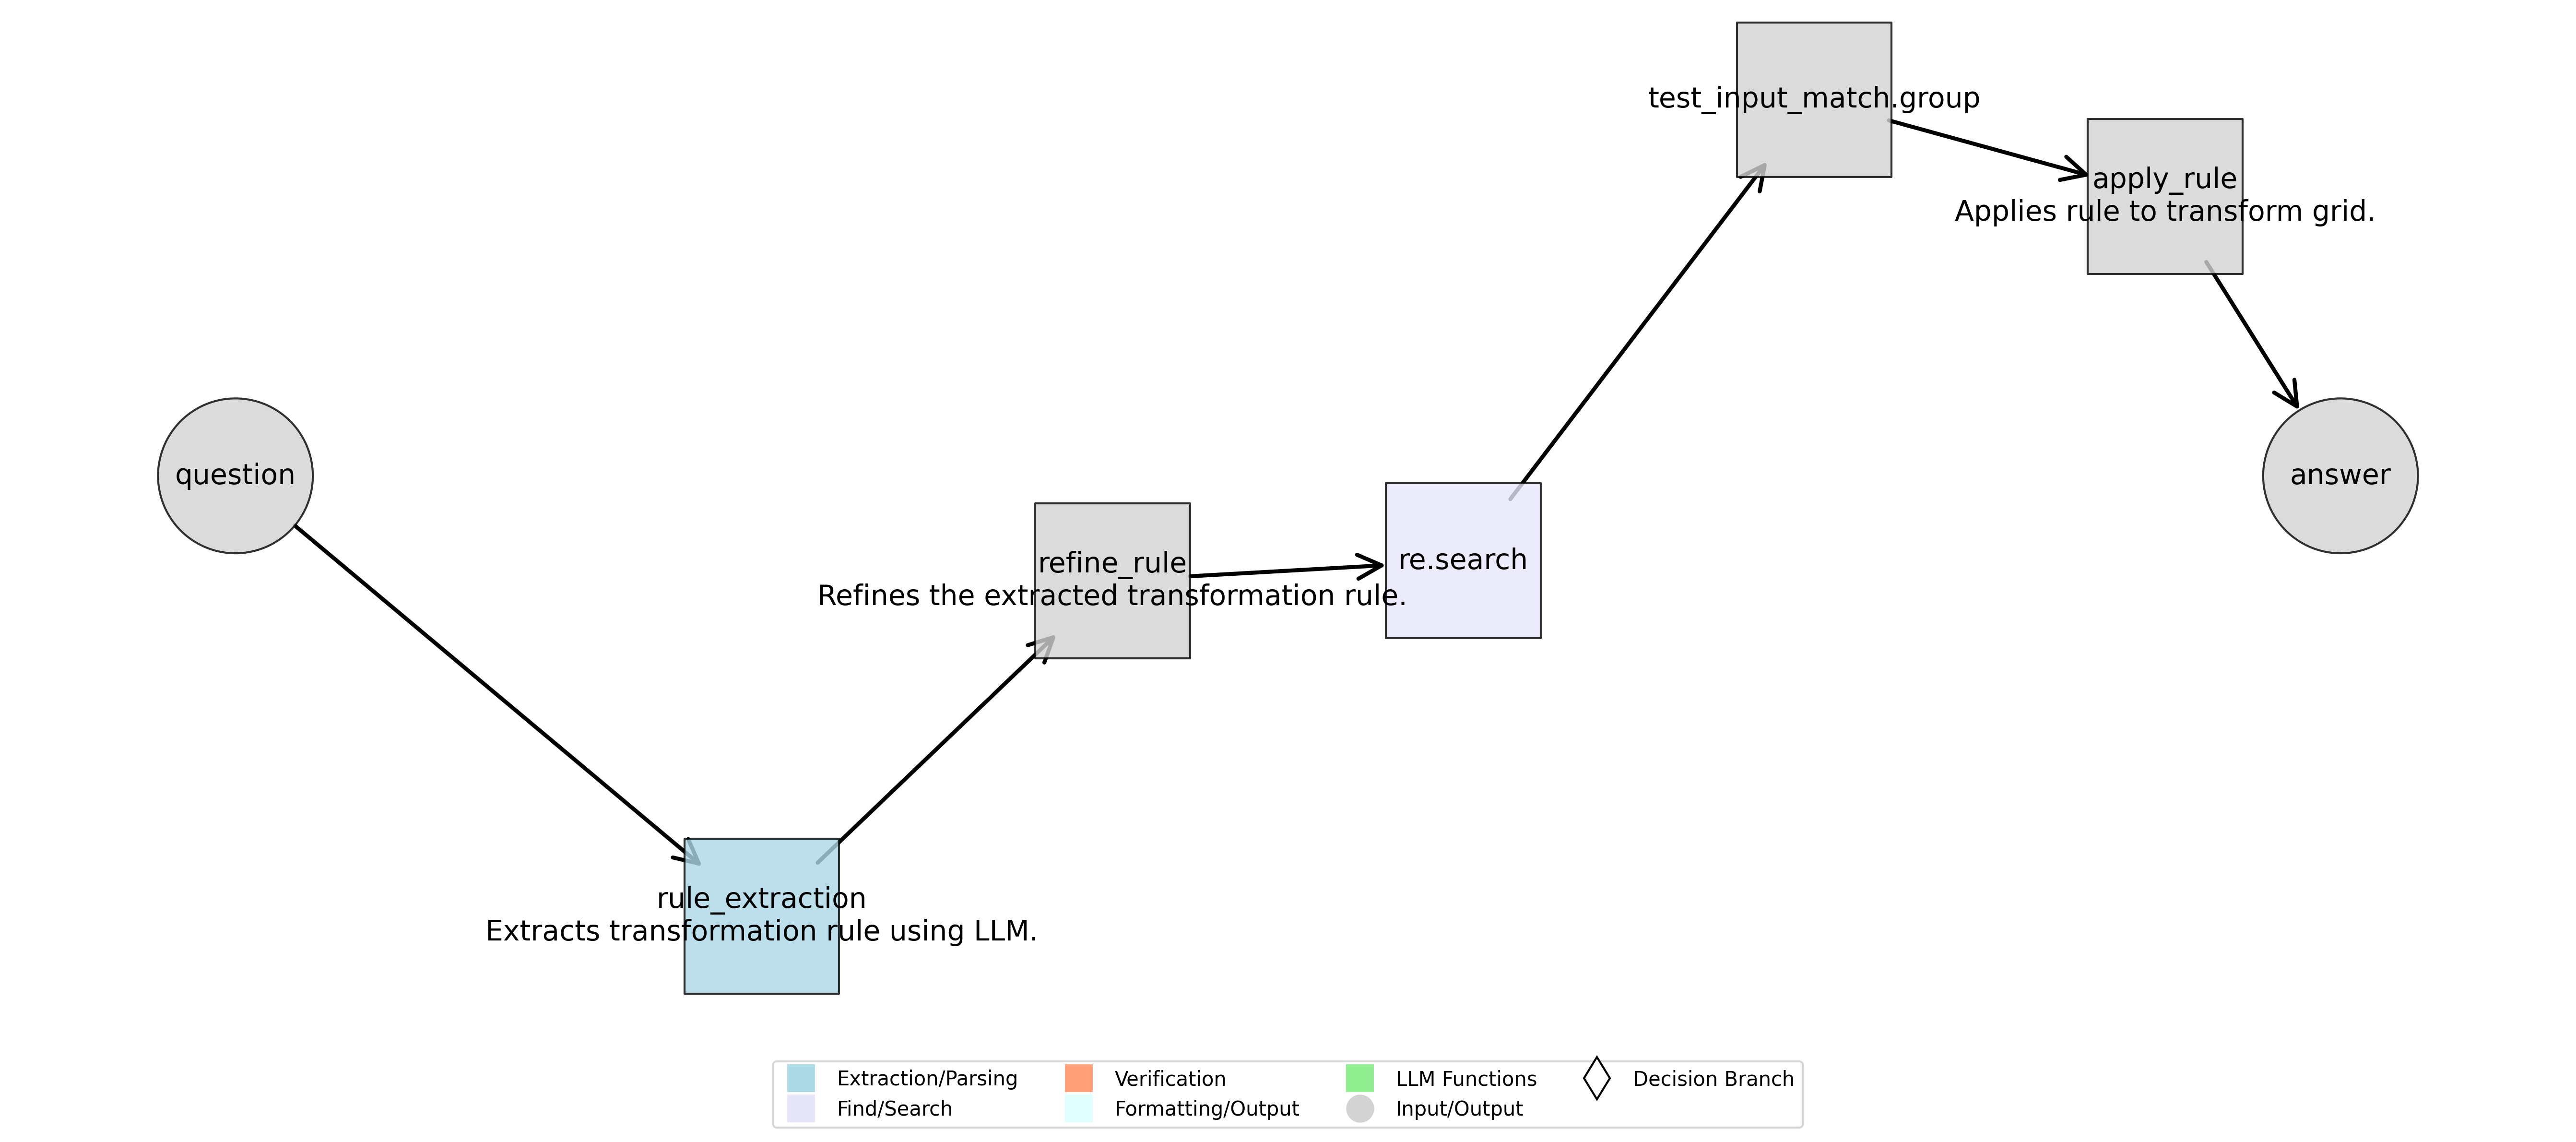 test_input_match.group
apply_rule
Applies rule to transform grid.
question
answer
refine_rule
Refines the extracted transformation rule.
re.search
rule_extraction
Extracts transformation rule using LLM.
Extraction/Parsing
Find/Search
Verification
Formatting/Output
LLM Functions
Input/Output
Decision Branch